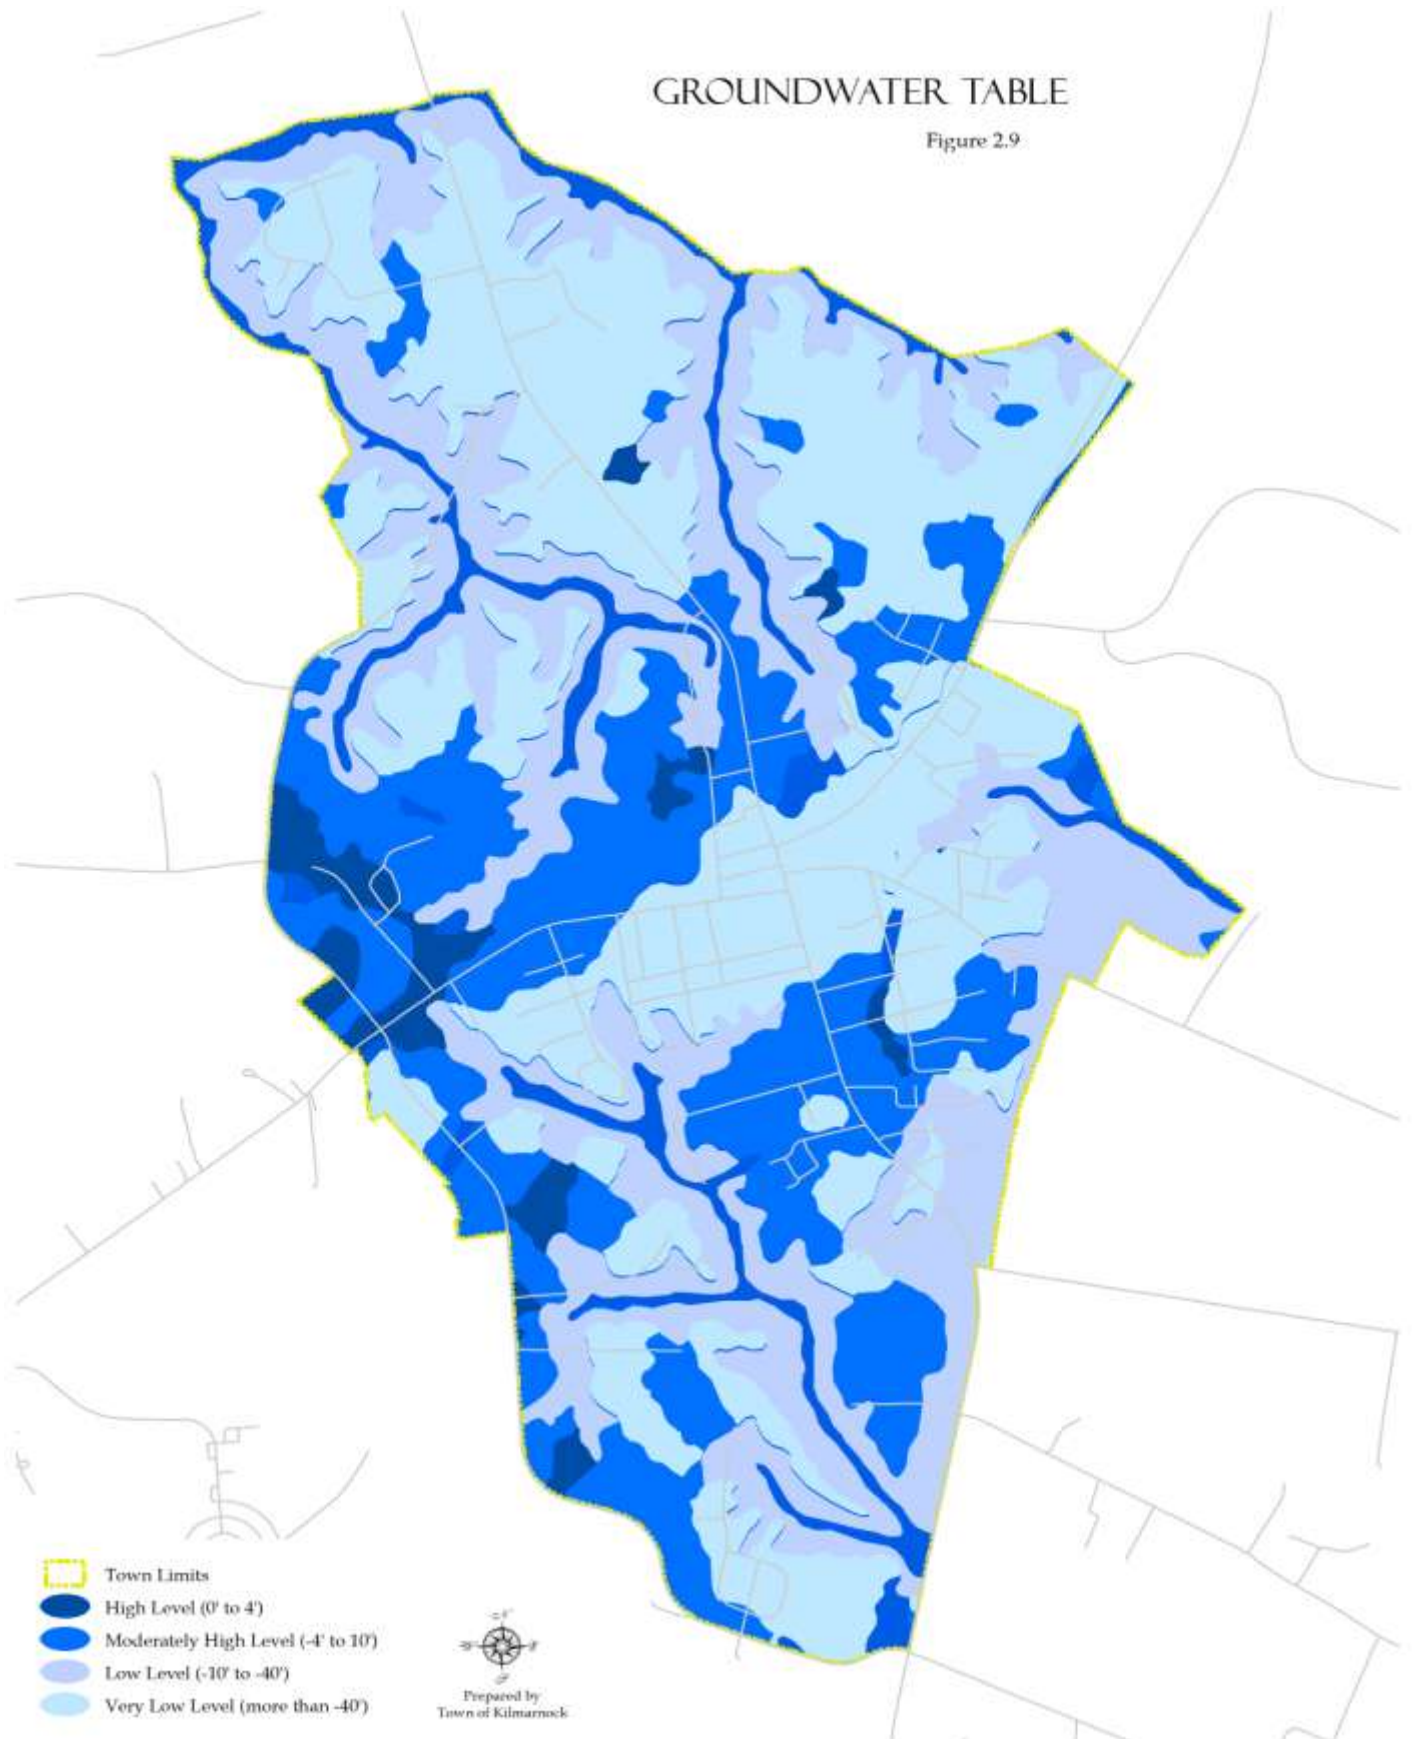 GROUNDWATER TABLE
Figure 2.9
Town Limits
High Level (0' to 4')
Moderately High Level (-4' to 10')
Low Level (-10' to -40')
Very Low Level (more than -40')
Prepared by
Town of Kilmarnock